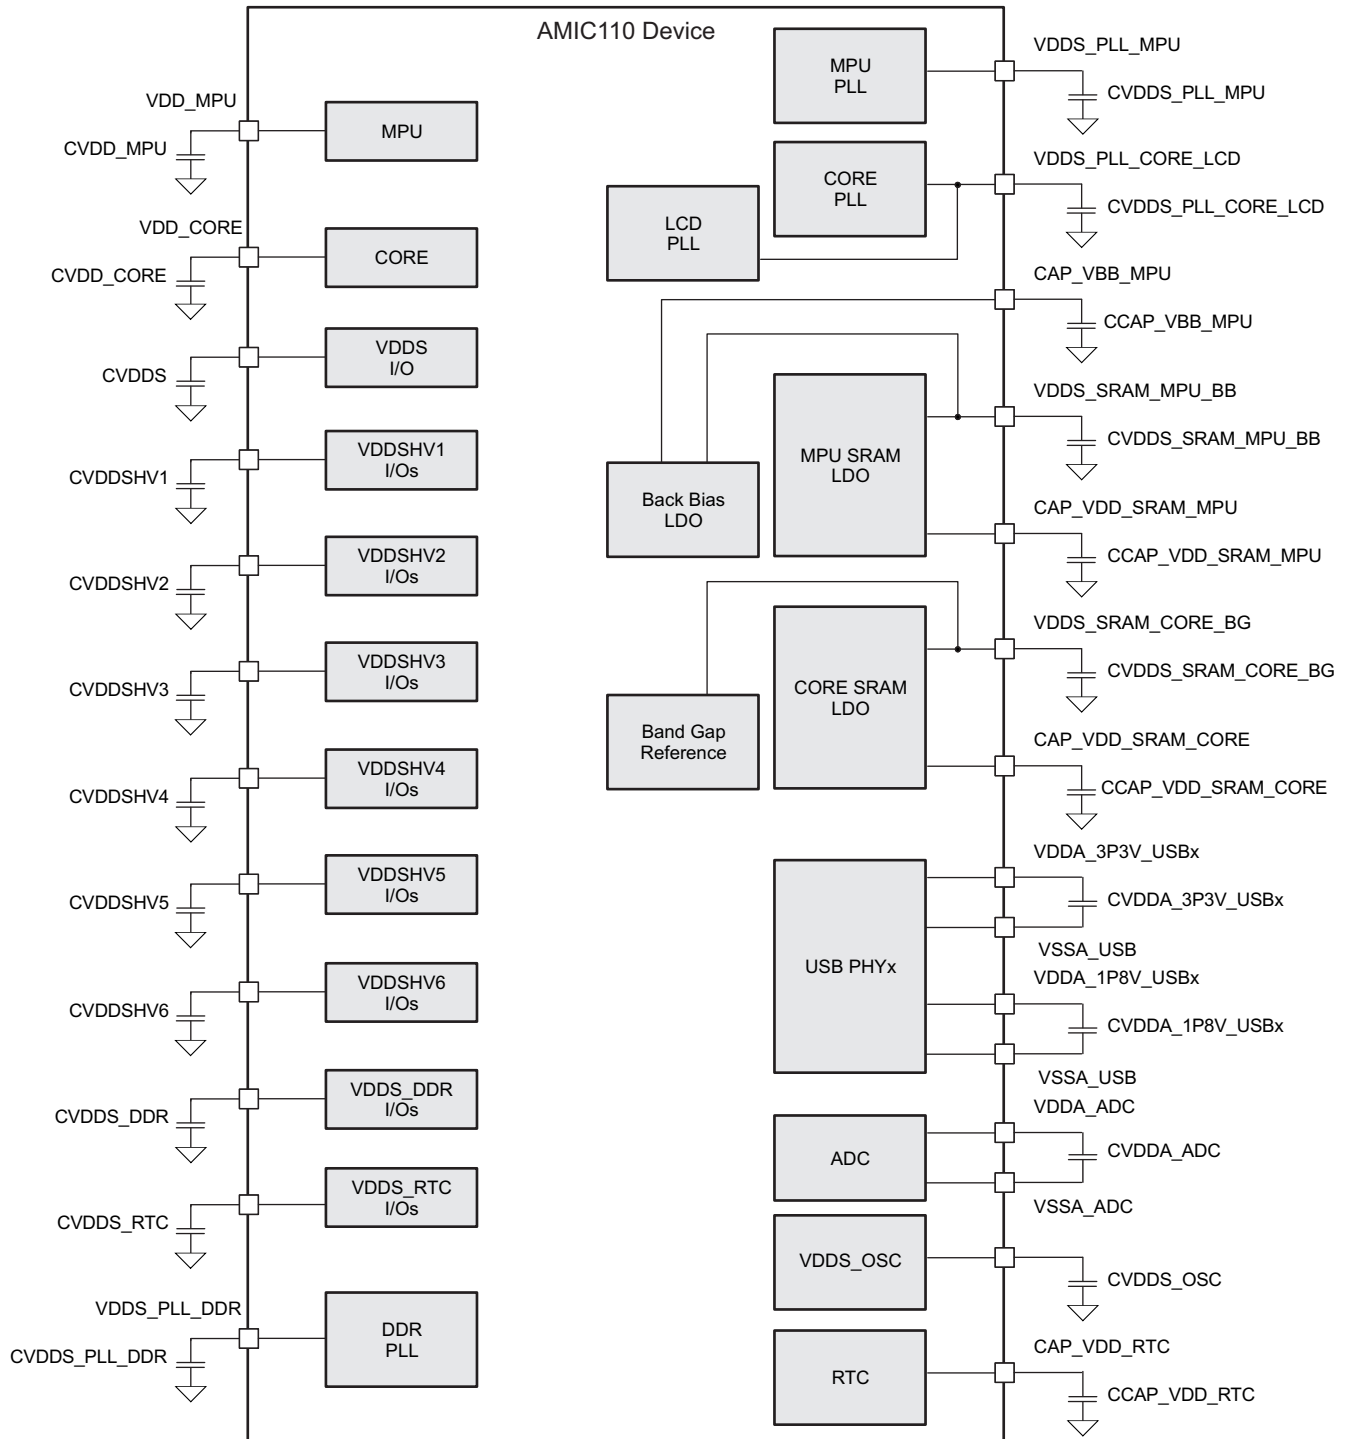 AMIC110 Device
VDD_MPU
CVDD_MPU
MPU
VDD_CORE
CVDD_CORE
CORE
CVDDS
VDDS
I/O
CVDDSHV1
VDDSHV1
I/Os
CVDDSHV2
VDDSHV2
I/Os
CVDDSHV3
VDDSHV3
I/Os
CVDDSHV4
VDDSHV4
I/Os
CVDDSHV5
VDDSHV5
I/Os
CVDDSHV6
VDDSHV6
I/Os
CVDDS_DDR
VDDS_DDR
I/Os
CVDDS_RTC
VDDS_RTC
I/Os
VDDS_PLL_DDR
CVDDS_PLL_DDR
DDR
PLL
MPU
PLL
VDDS_PLL_MPU
CVDDS_PLL_MPU
CORE
PLL
VDDS_PLL_CORE_LCD
CVDDS_PLL_CORE_LCD
LCD
PLL
CAP_VBB_MPU
CCAP_VBB_MPU
Back Bias
LDO
MPU SRAM
LDO
VDDS_SRAM_MPU_BB
CVDDS_SRAM_MPU_BB
CAP_VDD_SRAM_MPU
CCAP_VDD_SRAM_MPU
Band Gap
Reference
CORE SRAM
LDO
VDDS_SRAM_CORE_BG
CVDDS_SRAM_CORE_BG
CAP_VDD_SRAM_CORE
CCAP_VDD_SRAM_CORE
USB PHYx
VDDA_3P3V_USBx
CVDDA_3P3V_USBx
VSSA_USB
VDDA_1P8V_USBx
CVDDA_1P8V_USBx
VSSA_USB
ADC
VDDA_ADC
CVDDA_ADC
VSSA_ADC
VDDS_OSC
CVDDS_OSC
RTC
CAP_VDD_RTC
CCAP_VDD_RTC